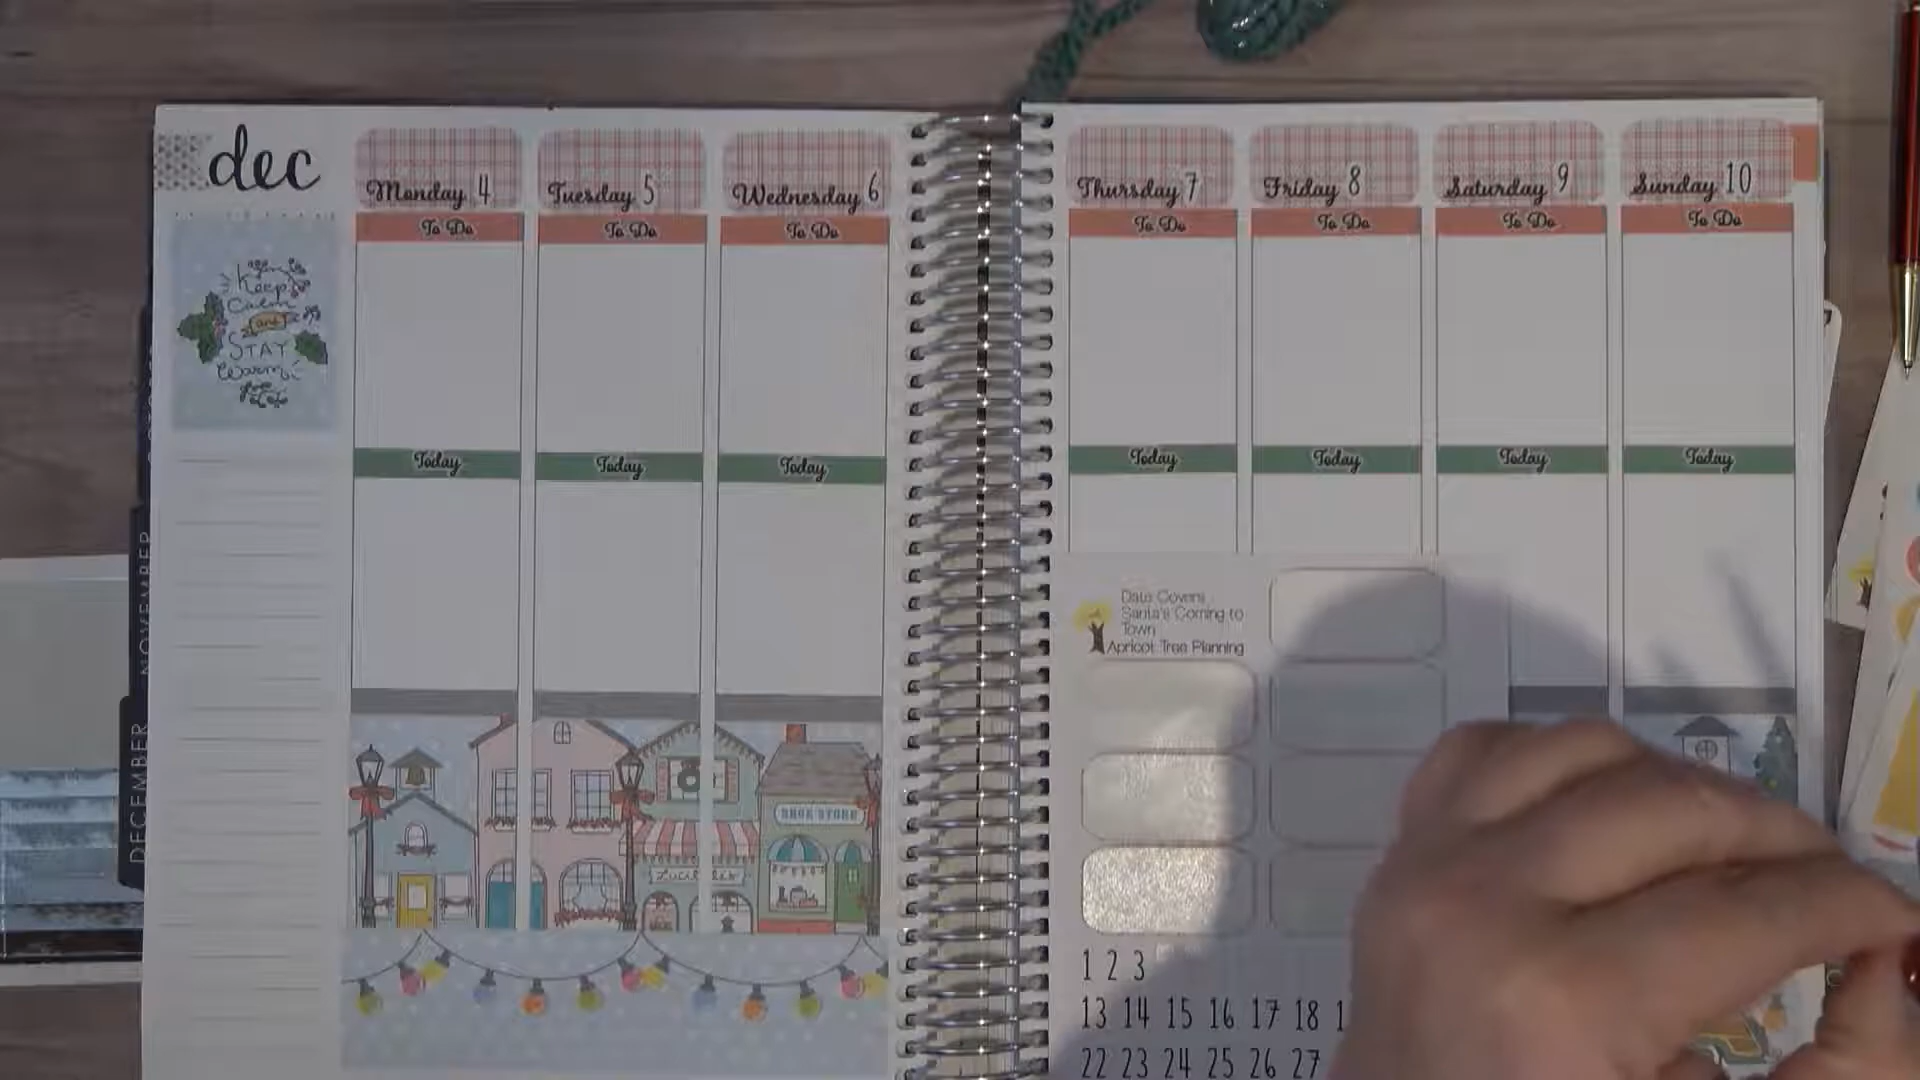 dec
Monday 4
Tuesday 5
Wednesday 6
Thursday 7
Friday 8
Saturday 9
Sunday 10
To Do
To Do
To Do
To Do
To Do
To Do
To Do
Keep
Calm
and
STAY
Warm
Today
Today
Today
Today
Today
Today
Today
NOVEMBER
DECEMBER
Date Covers
Santa's Coming to
Town
Apricot Tree Planning
BOOK STORE
1 2 3
13 14 15 16 17 18
22 23 24 25 26 27